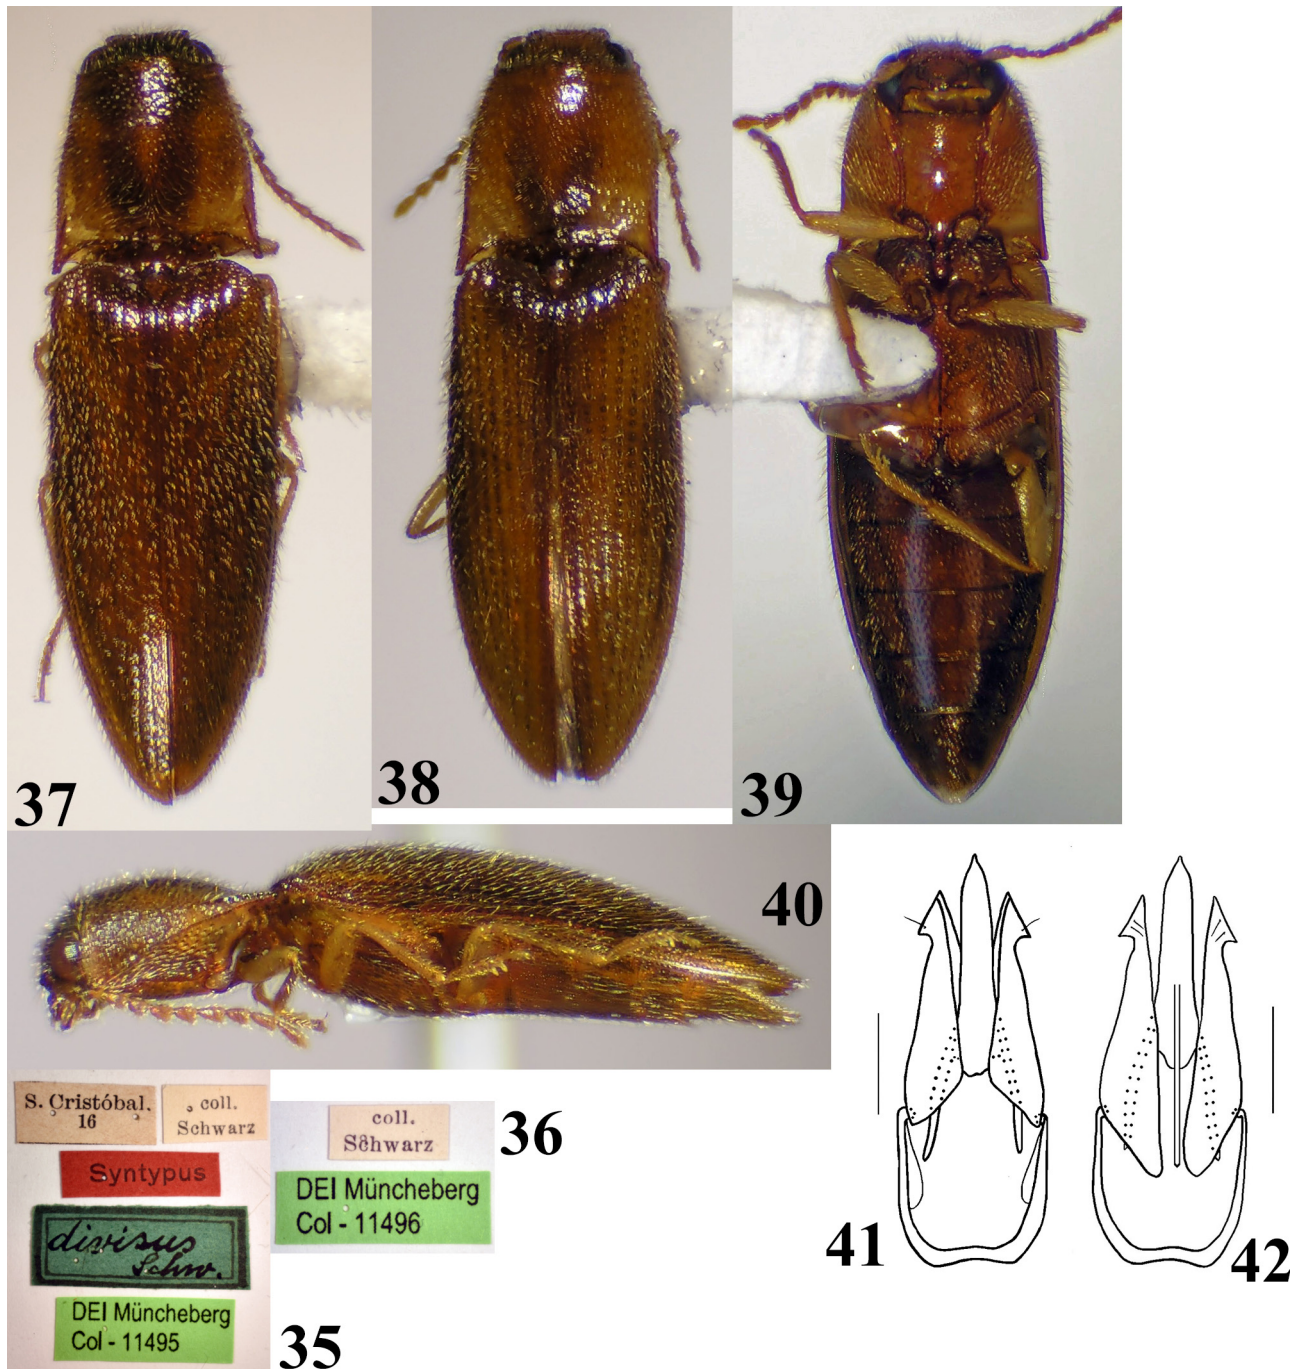 37
38
39
40
S. Cristóbal.
16
coll.
Schwarz
Syntypus
divisus
Schw.
DEI Müncheberg
Col - 11495
35
coll.
Schwarz
DEI Müncheberg
Col - 11496
36
41
42